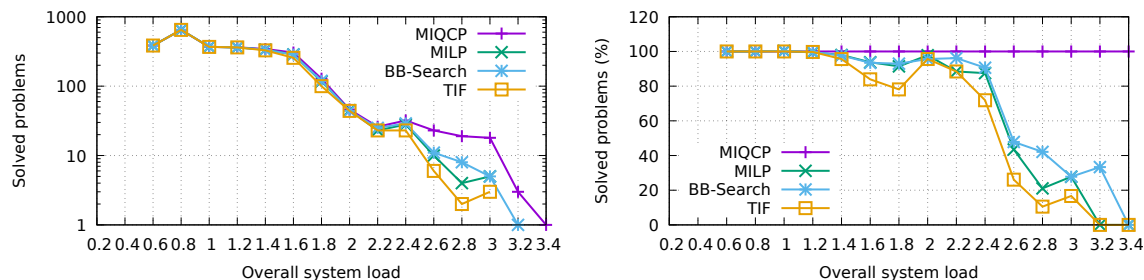 1000
100
10
1
Solved problems
MIQCP
MILP
BB-Search
TIF
0.2 0.4 0.6 0.8 1 1.2 1.4 1.6 1.8 2 2.2 2.4 2.6 2.8 3 3.2 3.4
Overall system load
120
100
80
60
40
20
0
Solved problems (%)
MIQCP
MILP
BB-Search
TIF
0.2 0.4 0.6 0.8 1 1.2 1.4 1.6 1.8 2 2.2 2.4 2.6 2.8 3 3.2 3.4
Overall system load